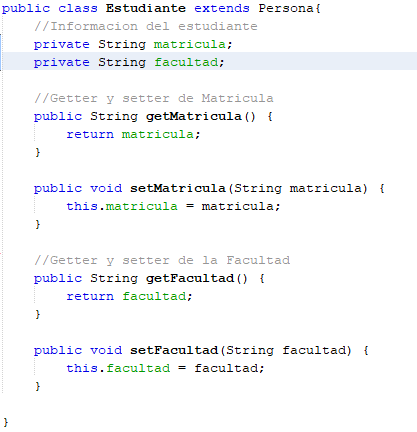 public class Estudiante extends Persona{
//Informacion del estudiante
private String matricula;
private String facultad;
//Getter y setter de Matricula
public String getMatricula() {
return matricula;
}
public void setMatricula(String matricula) {
this.matricula = matricula;
}
//Getter y setter de la Facultad
public String getFacultad() {
return facultad;
}
public void setFacultad(String facultad) {
this.facultad = facultad;
}
}